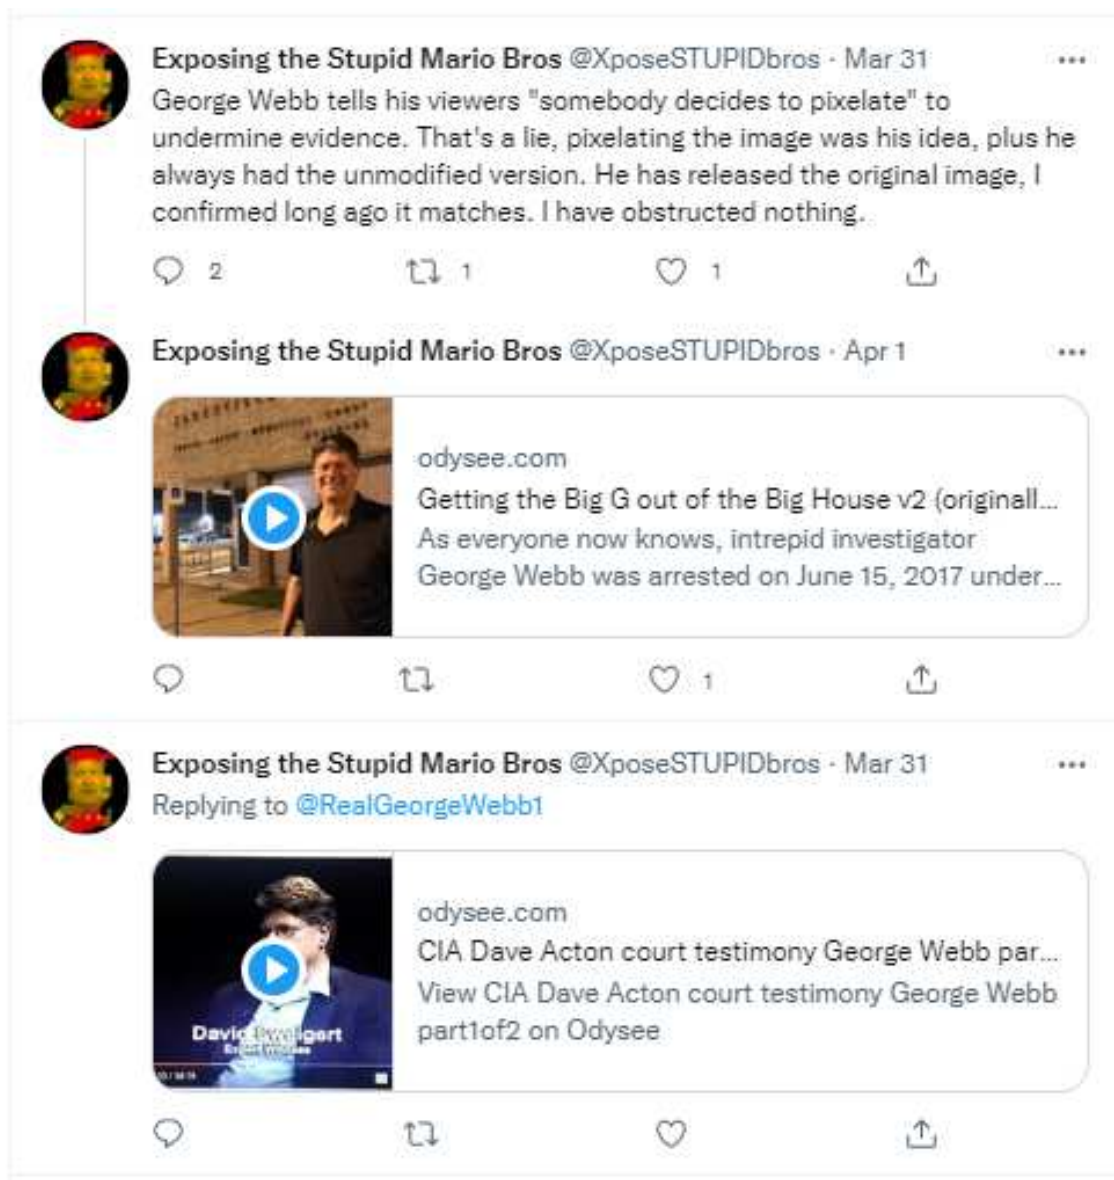 Exposing the Stupid Mario Bros @XposeSTUPIDbros · Mar 31
George Webb tells his viewers "somebody decides to pixelate" to
undermine evidence. That's a lie, pixelating the image was his idea, plus he
always had the unmodified version. He has released the original image, I
confirmed long ago it matches. I have obstructed nothing.
2 1 1
Exposing the Stupid Mario Bros @XposeSTUPIDbros · Apr 1
odysee.com
Getting the Big G out of the Big House v2 (originall...
As everyone now knows, intrepid investigator
George Webb was arrested on June 15, 2017 under...
1
Exposing the Stupid Mario Bros @XposeSTUPIDbros · Mar 31
Replying to @RealGeorgeWebb1
odysee.com
CIA Dave Acton court testimony George Webb par...
View CIA Dave Acton court testimony George Webb
part1of2 on Odysee